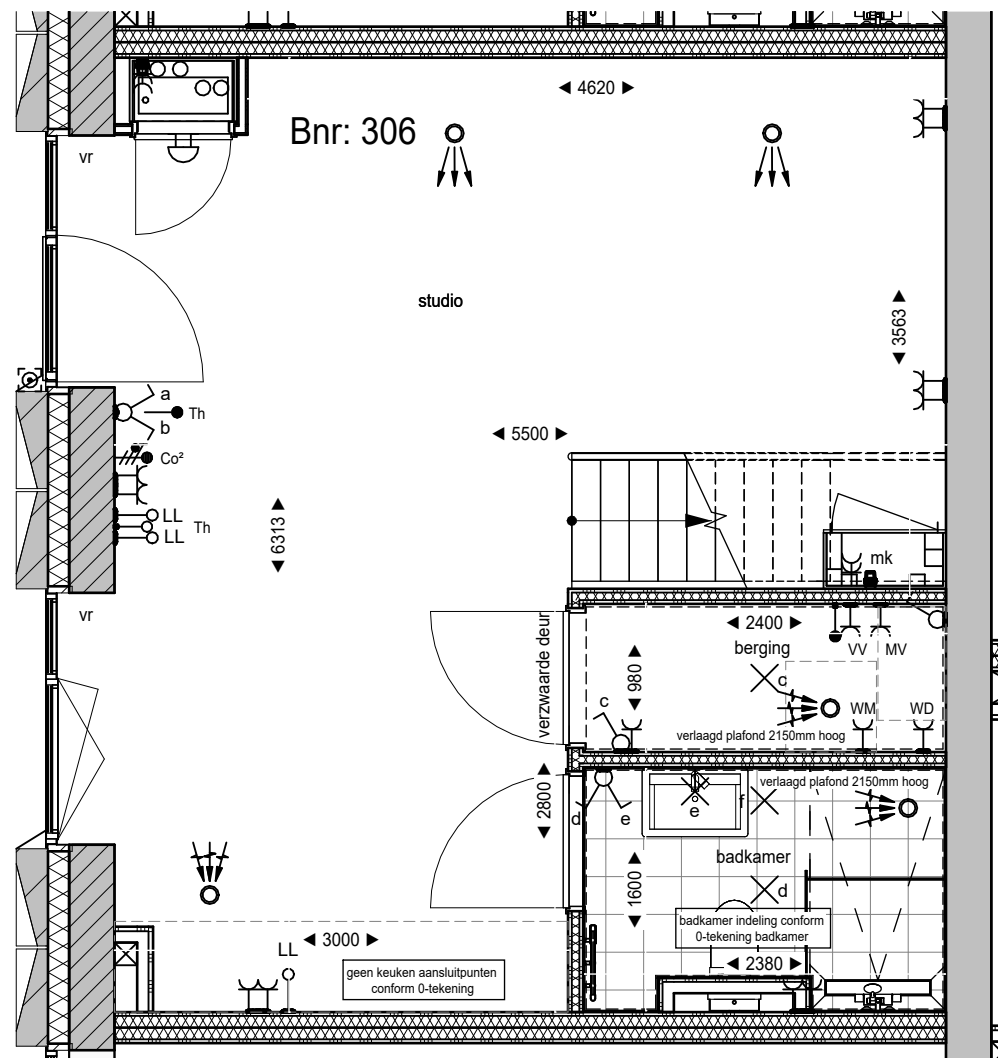 4620
Bnr: 306
vr
studio
3563
a
Th
b
5500
Co²
LL
Th
LL
6313
mk
vr
2400
verzwaarde deur
berging
VV
MV
980
c
c
WM
WD
verlaagd plafond 2150mm hoog
2800
verlaagd plafond 2150mm hoog
d
e
e
f
badkamer
1600
d
badkamer indeling conform
0-tekening badkamer
3000
LL
geen keuken aansluitpunten
conform 0-tekening
2380